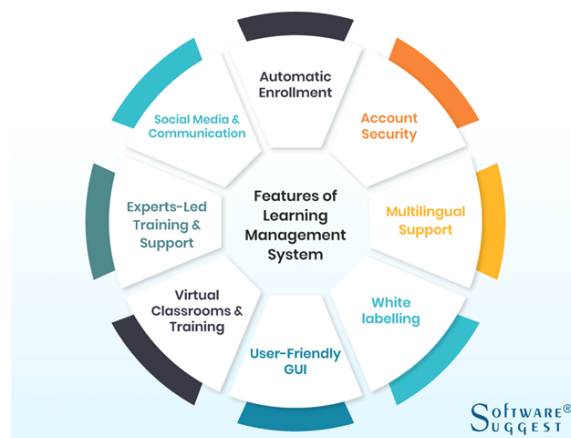 Automatic
Enrollment
Account
Security
Multilingual
Support
White
labelling
User-Friendly
GUI
Virtual
Classrooms &
Training
Experts-Led
Training &
Support
Social Media &
Communication
Features of
Learning
Management
System
SOFTWARE®
SUGGEST